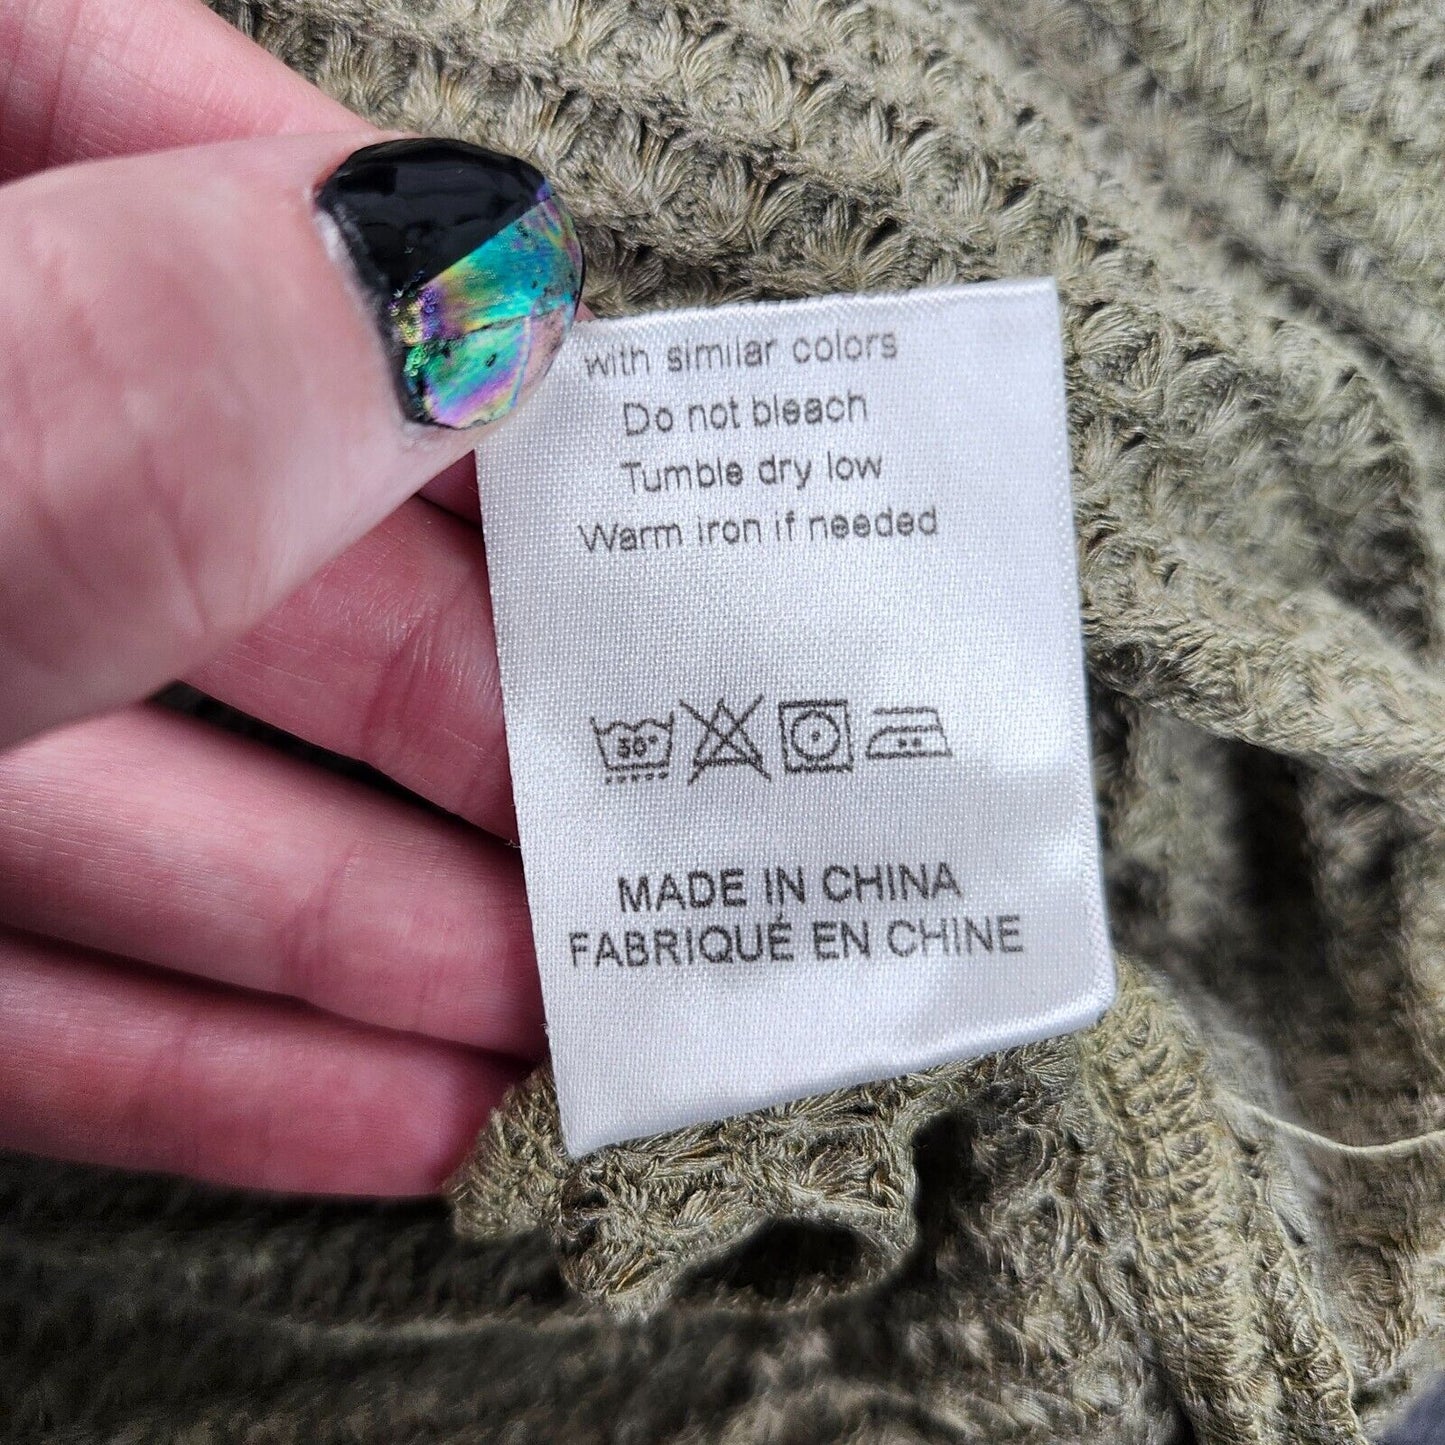 with similar colors
Do not bleach
Tumble dry low
Warm iron if needed
30°
MADE IN CHINA
FABRIQUÉ EN CHINE